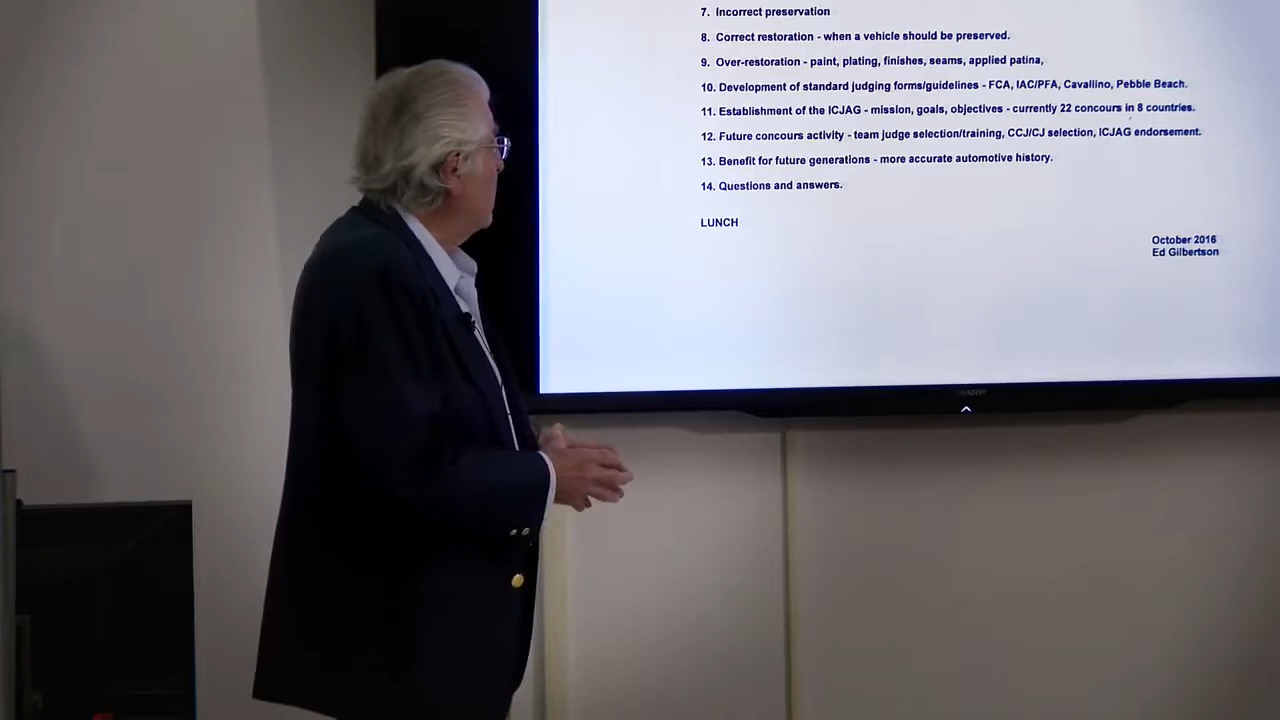 7. Incorrect preservation
8. Correct restoration - when a vehicle should be preserved.
9. Over-restoration - paint, plating, finishes, seams, applied patina,
10. Development of standard judging forms/guidelines - FCA, IAC/PFA, Cavallino, Pebble Beach.
11. Establishment of the ICJAG - mission, goals, objectives - currently 22 concours in 8 countries.
12. Future concours activity - team judge selection/training, CCJ/CJ selection, ICJAG endorsement.
13. Benefit for future generations - more accurate automotive history.
14. Questions and answers.
LUNCH
October 2016
Ed Gilbertson
SHARP